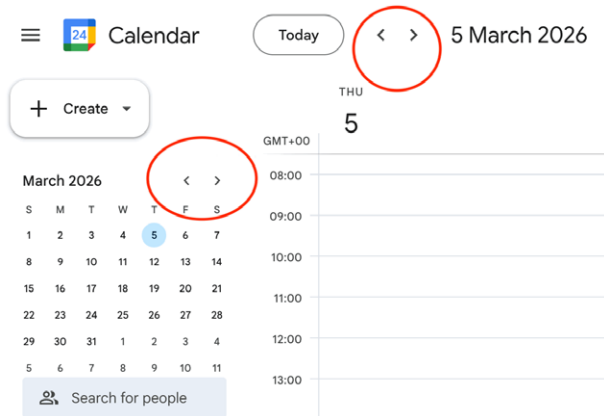 24 Calendar Today < > 5 March 2026
+ Create
THU
5
GMT+00
March 2026 < >
S M T W T F S
1 2 3 4 5 6 7
8 9 10 11 12 13 14
15 16 17 18 19 20 21
22 23 24 25 26 27 28
29 30 31 1 2 3 4
5 6 7 8 9 10 11
Search for people
08:00
09:00
10:00
11:00
12:00
13:00